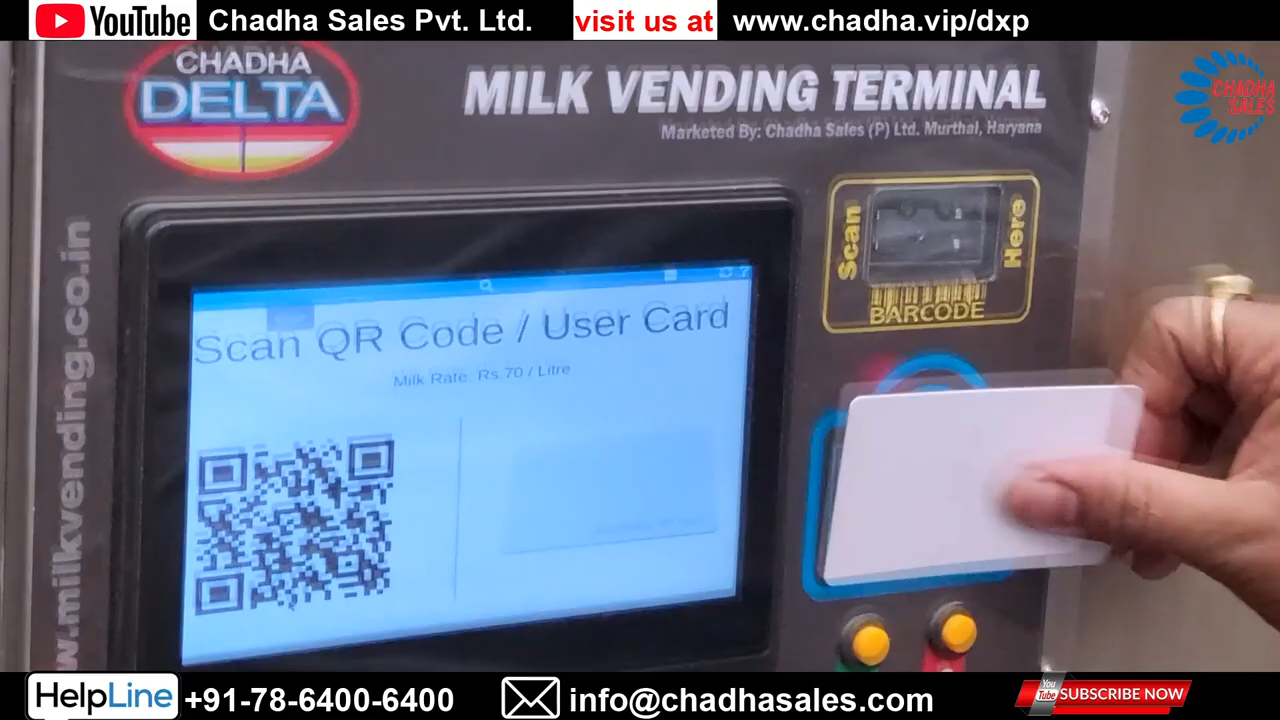 YouTube Chadha Sales Pvt. Ltd. visit us at www.chadha.vip/dxp
CHADHA
DELTA
MILK VENDING TERMINAL
Marketed By: Chadha Sales (P) Ltd. Murthal, Haryana
CHADHA
SALES
www.milkvending.co.in
Scan
Here
BARCODE
Scan QR Code / User Card
Milk Rate Rs 70 / Litre
HelpLine +91-78-6400-6400 info@chadhasales.com
You
Tube
SUBSCRIBE NOW